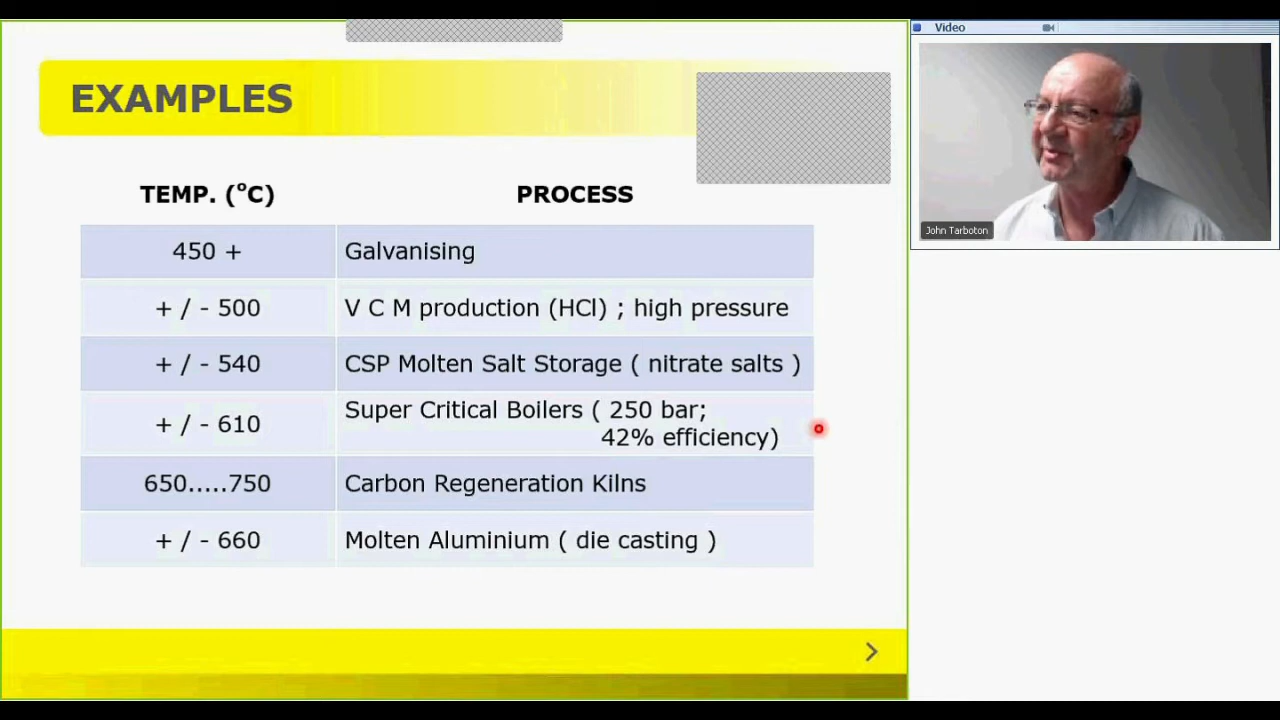 Video
EXAMPLES
TEMP. (°C) PROCESS
450 + Galvanising
+ / - 500 V C M production (HCl) ; high pressure
+ / - 540 CSP Molten Salt Storage ( nitrate salts )
+ / - 610 Super Critical Boilers ( 250 bar;
42% efficiency)
650.....750 Carbon Regeneration Kilns
+ / - 660 Molten Aluminium ( die casting )
John Tarboton